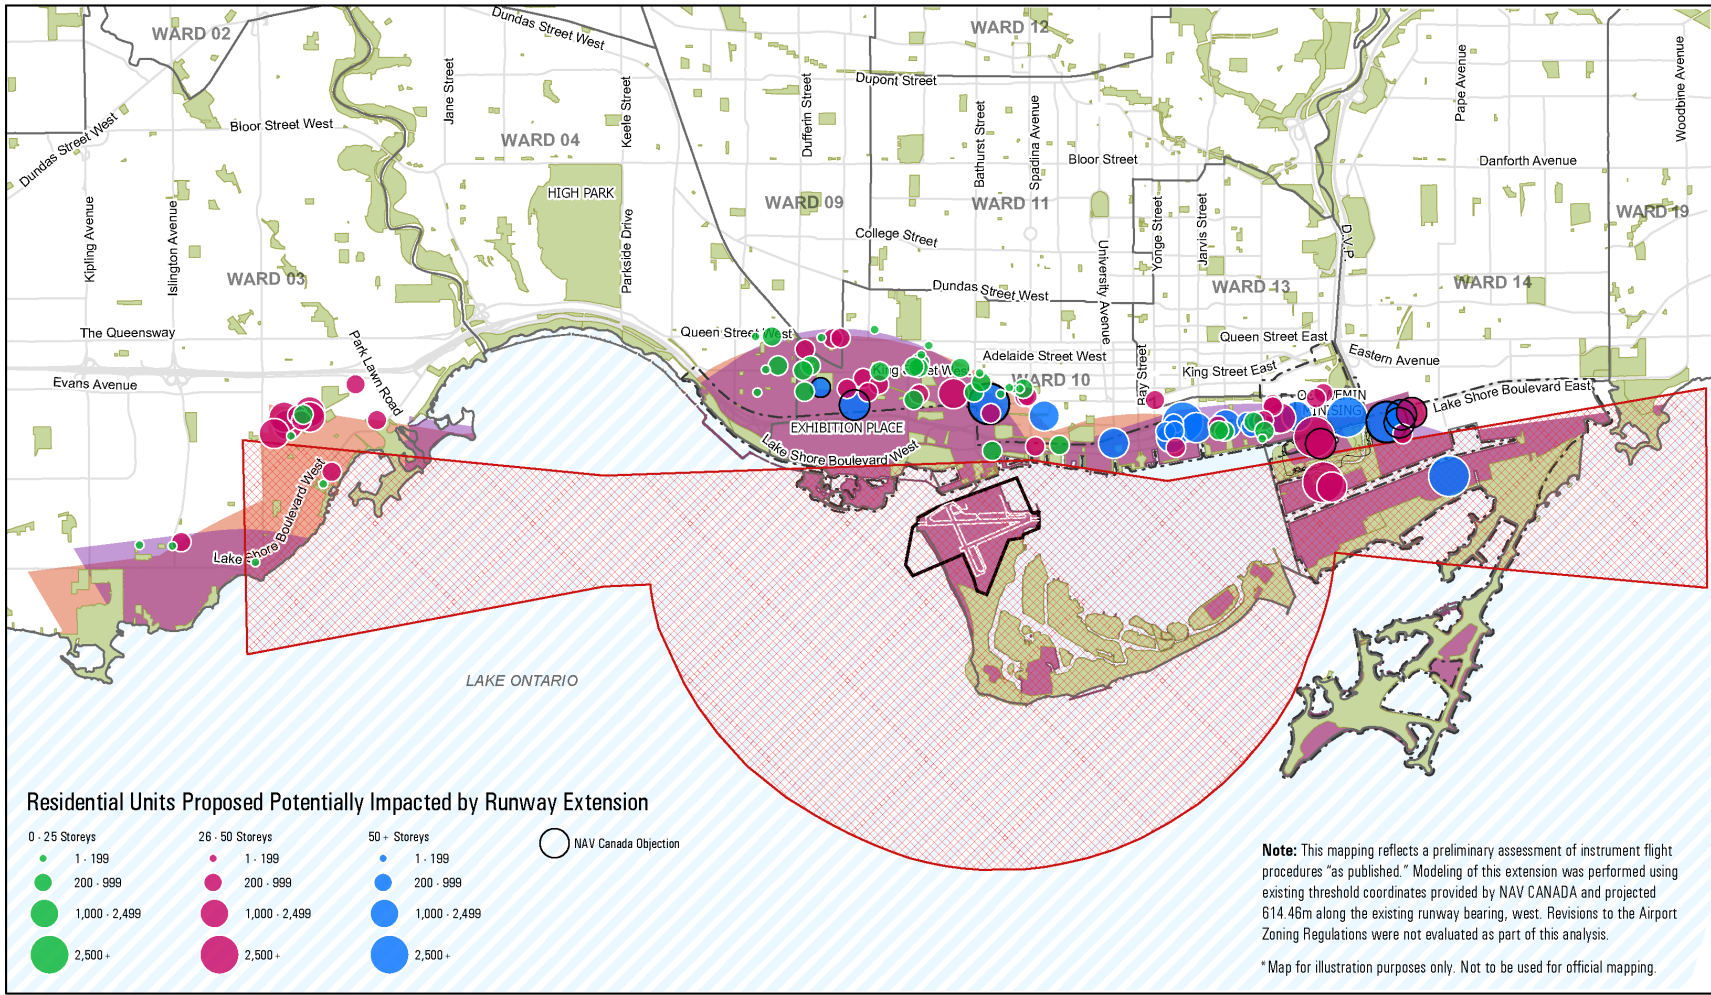 WARD 02
Dundas Street West
WARD 12
Dupont Street
Jane Street
Keele Street
Dufferin Street
Bathurst Street
Spadina Avenue
Pape Avenue
Woodbine Avenue
Dundas Street West
Bloor Street West
WARD 04
Bloor Street
Danforth Avenue
HIGH PARK
WARD 09
WARD 11
WARD 19
Kipling Avenue
Islington Avenue
Parkside Drive
College Street
University Avenue
Yonge Street
Jarvis Street
D.V.P.
WARD 03
Dundas Street West
WARD 13
WARD 14
The Queensway
Park Lawn Road
Queen Street West
Queen Street East
Adelaide Street West
Eastern Avenue
Evans Avenue
King Street West
WARD 10
Bay Street
King Street East
Lake Shore Boulevard East
EXHIBITION PLACE
Lake Shore Boulevard West
Lake Shore Boulevard West
LAKE ONTARIO
Residential Units Proposed Potentially Impacted by Runway Extension
0 - 25 Storeys
1 - 199
200 - 999
1,000 - 2,499
2,500 +
26 - 50 Storeys
1 - 199
200 - 999
1,000 - 2,499
2,500 +
50 + Storeys
1 - 199
200 - 999
1,000 - 2,499
2,500 +
NAV Canada Objection
Note: This mapping reflects a preliminary assessment of instrument flight
procedures “as published.” Modeling of this extension was performed using
existing threshold coordinates provided by NAV CANADA and projected
614.46m along the existing runway bearing, west. Revisions to the Airport
Zoning Regulations were not evaluated as part of this analysis.
*Map for illustration purposes only. Not to be used for official mapping.